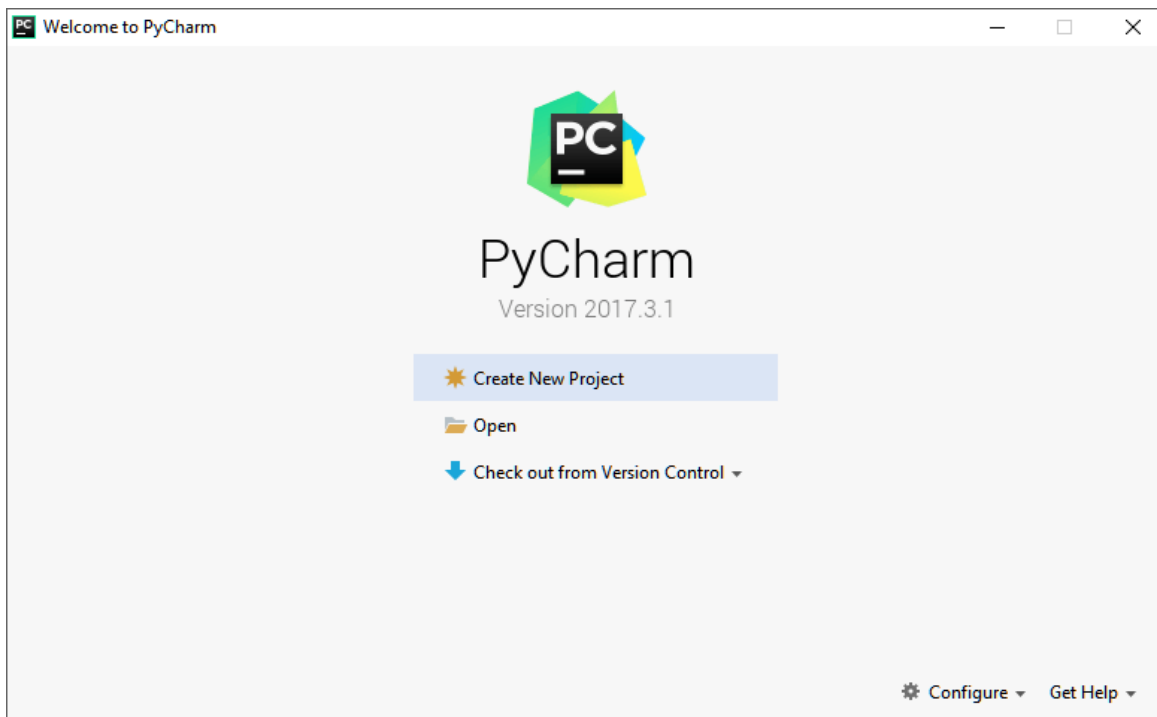 PC Welcome to PyCharm
PC
PyCharm
Version 2017.3.1
Create New Project
Open
Check out from Version Control
Configure Get Help